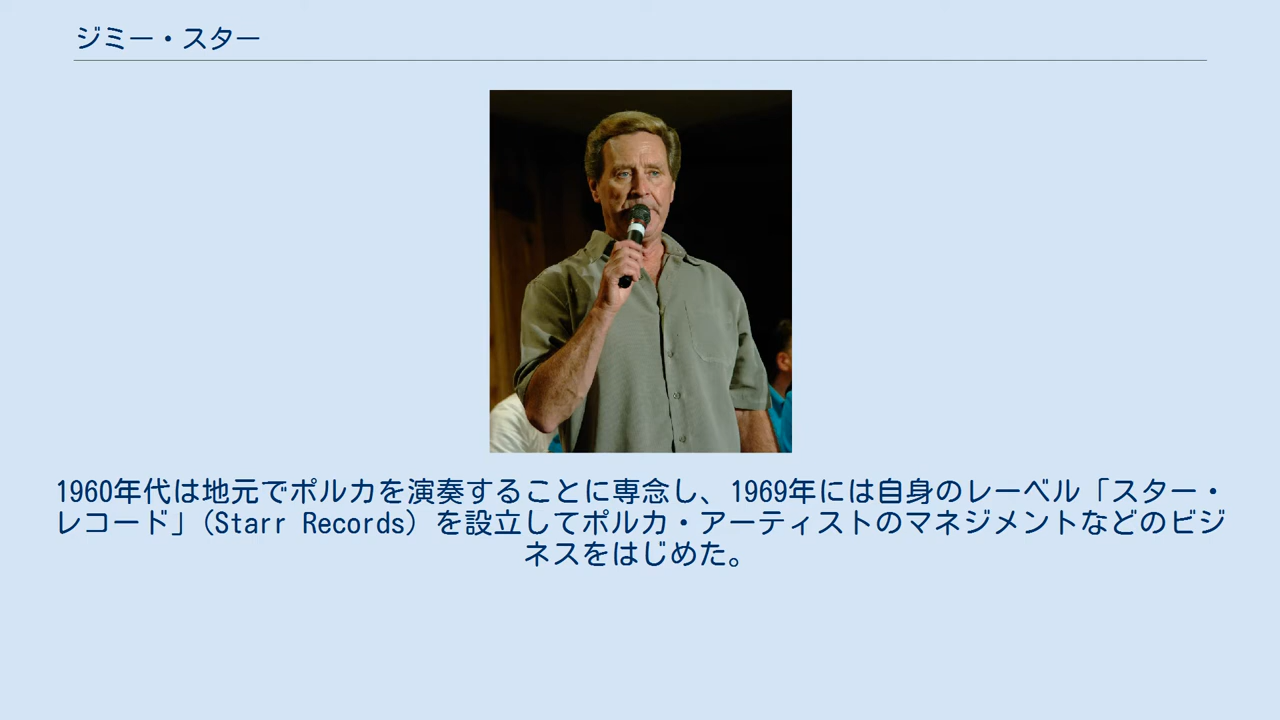 ジミー・スター
1960年代は地元でポルカを演奏することに専念し、1969年には自身のレーベル「スター・
レコード」(Starr Records) を設立してポルカ・アーティストのマネジメントなどのビジ
ネスをはじめた。